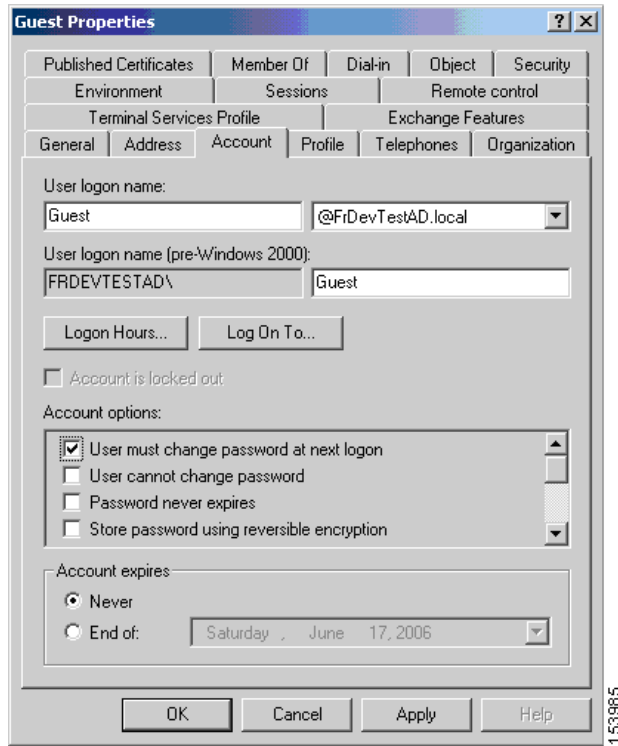 Guest Properties
Published Certificates Member Of Dial-in Object Security
Environment Sessions Remote control
Terminal Services Profile Exchange Features
General Address Account Profile Telephones Organization
User logon name:
Guest @FrDevTestAD.local
User logon name (pre-Windows 2000):
FRDEVTESTAD\ Guest
Logon Hours... Log On To...
Account is locked out
Account options:
User must change password at next logon
User cannot change password
Password never expires
Store password using reversible encryption
Account expires
Never
End of: Saturday , June 17, 2006
OK Cancel Apply Help
153985